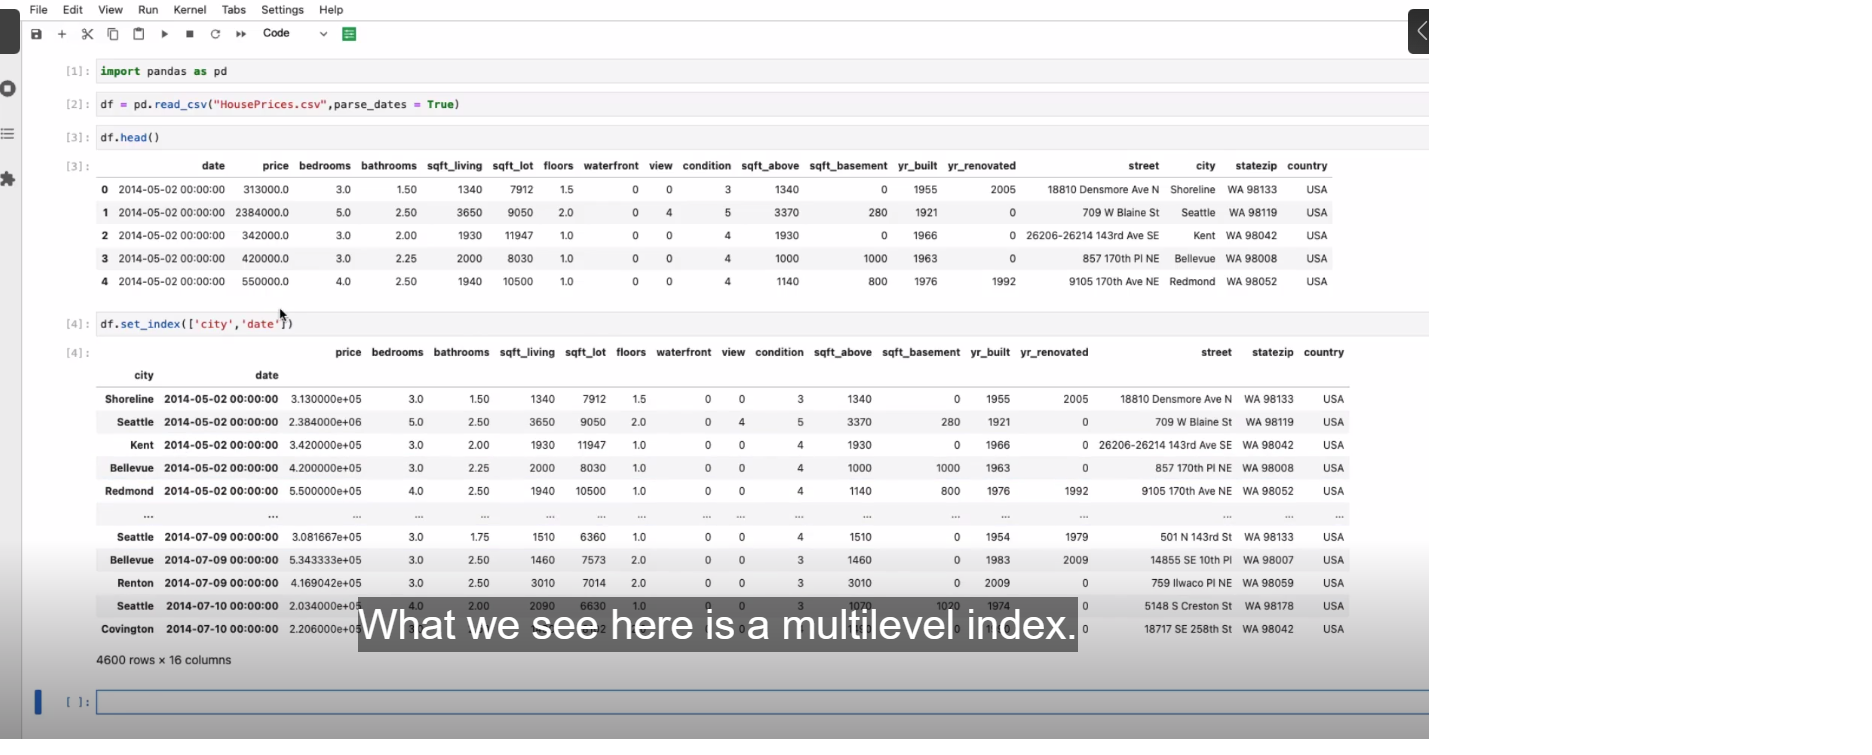 File Edit View Run Kernel Tabs Settings Help
Code
[1]: import pandas as pd
[2]: df = pd.read_csv("HousePrices.csv",parse_dates = True)
[3]: df.head()
[3]: date price bedrooms bathrooms sqft_living sqft_lot floors waterfront view condition sqft_above sqft_basement yr_built yr_renovated street city statezip country
0 2014-05-02 00:00:00 313000.0 3.0 1.50 1340 7912 1.5 0 0 3 1340 0 1955 2005 18810 Densmore Ave N Shoreline WA 98133 USA
1 2014-05-02 00:00:00 2384000.0 5.0 2.50 3650 9050 2.0 0 4 5 3370 280 1921 0 709 W Blaine St Seattle WA 98119 USA
2 2014-05-02 00:00:00 342000.0 3.0 2.00 1930 11947 1.0 0 0 4 1930 0 1966 0 26206-26214 143rd Ave SE Kent WA 98042 USA
3 2014-05-02 00:00:00 420000.0 3.0 2.25 2000 8030 1.0 0 0 4 1000 1000 1963 0 857 170th Pl NE Bellevue WA 98008 USA
4 2014-05-02 00:00:00 550000.0 4.0 2.50 1940 10500 1.0 0 0 4 1140 800 1976 1992 9105 170th Ave NE Redmond WA 98052 USA
[4]: df.set_index(['city','date'])
[4]: price bedrooms bathrooms sqft_living sqft_lot floors waterfront view condition sqft_above sqft_basement yr_built yr_renovated street statezip country
city date
Shoreline 2014-05-02 00:00:00 3.130000e+05 3.0 1.50 1340 7912 1.5 0 0 3 1340 0 1955 2005 18810 Densmore Ave N WA 98133 USA
Seattle 2014-05-02 00:00:00 2.384000e+06 5.0 2.50 3650 9050 2.0 0 4 5 3370 280 1921 0 709 W Blaine St WA 98119 USA
Kent 2014-05-02 00:00:00 3.420000e+05 3.0 2.00 1930 11947 1.0 0 0 4 1930 0 1966 0 26206-26214 143rd Ave SE WA 98042 USA
Bellevue 2014-05-02 00:00:00 4.200000e+05 3.0 2.25 2000 8030 1.0 0 0 4 1000 1000 1963 0 857 170th Pl NE WA 98008 USA
Redmond 2014-05-02 00:00:00 5.500000e+05 4.0 2.50 1940 10500 1.0 0 0 4 1140 800 1976 1992 9105 170th Ave NE WA 98052 USA
... ... ... ... ... ... ... ... ... ... ... ... ... ... ... ... ... ...
Seattle 2014-07-09 00:00:00 3.081667e+05 3.0 1.75 1510 6360 1.0 0 0 4 1510 0 1954 1979 501 N 143rd St WA 98133 USA
Bellevue 2014-07-09 00:00:00 5.343333e+05 3.0 2.50 1460 7573 2.0 0 0 3 1460 0 1983 2009 14855 SE 10th Pl WA 98007 USA
Renton 2014-07-09 00:00:00 4.169042e+05 3.0 2.50 3010 7014 2.0 0 0 3 3010 0 2009 0 759 Ilwaco Pl NE WA 98059 USA
Seattle 2014-07-10 00:00:00 2.034000e+05 4.0 2.00 2090 6630 1.0 0 0 3 1070 1020 1974 0 5148 S Creston St WA 98178 USA
Covington 2014-07-10 00:00:00 2.206000e+05 0 18717 SE 258th St WA 98042 USA
What we see here is a multilevel index.
4600 rows × 16 columns
[ ]: